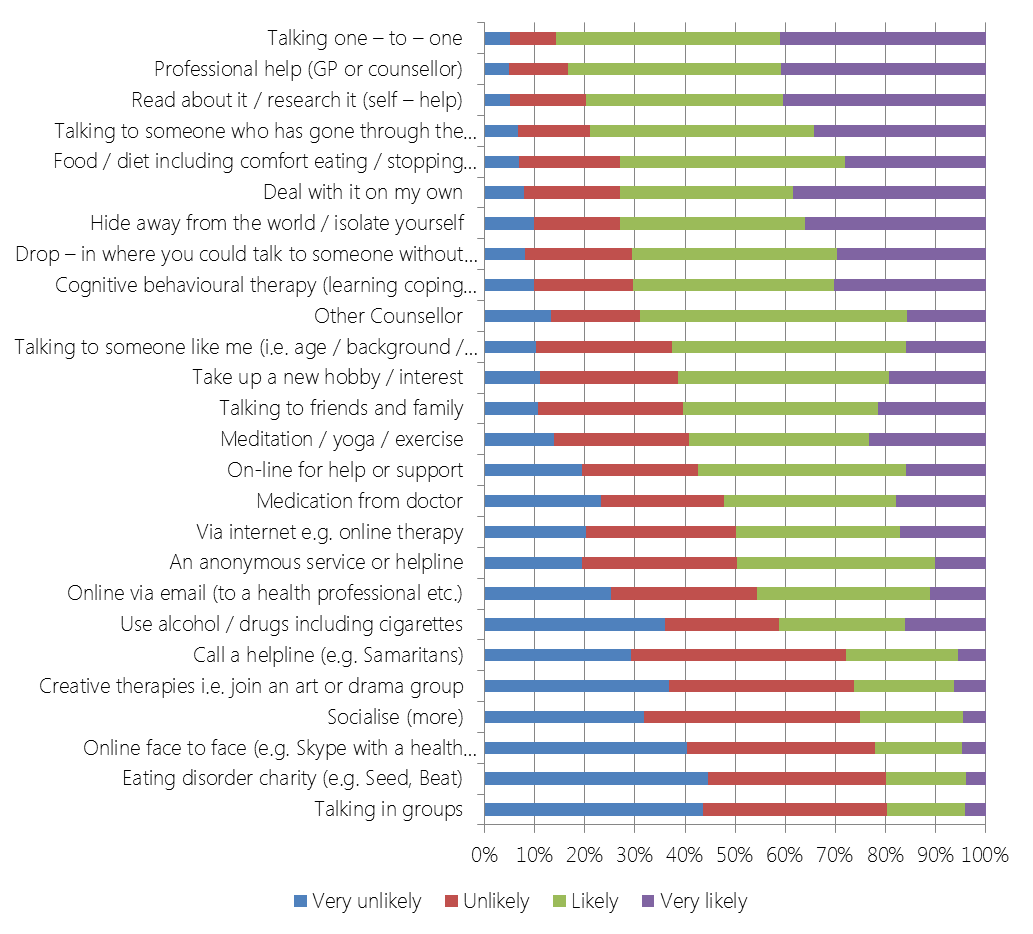 Talking one – to – one
Professional help (GP or counsellor)
Read about it / research it (self – help)
Talking to someone who has gone through the...
Food / diet including comfort eating / stopping...
Deal with it on my own
Hide away from the world / isolate yourself
Drop – in where you could talk to someone without...
Cognitive behavioural therapy (learning coping...
Other Counsellor
Talking to someone like me (i.e. age / background /...
Take up a new hobby / interest
Talking to friends and family
Meditation / yoga / exercise
On-line for help or support
Medication from doctor
Via internet e.g. online therapy
An anonymous service or helpline
Online via email (to a health professional etc.)
Use alcohol / drugs including cigarettes
Call a helpline (e.g. Samaritans)
Creative therapies i.e. join an art or drama group
Socialise (more)
Online face to face (e.g. Skype with a health...
Eating disorder charity (e.g. Seed, Beat)
Talking in groups
0% 10% 20% 30% 40% 50% 60% 70% 80% 90% 100%
Very unlikely Unlikely Likely Very likely